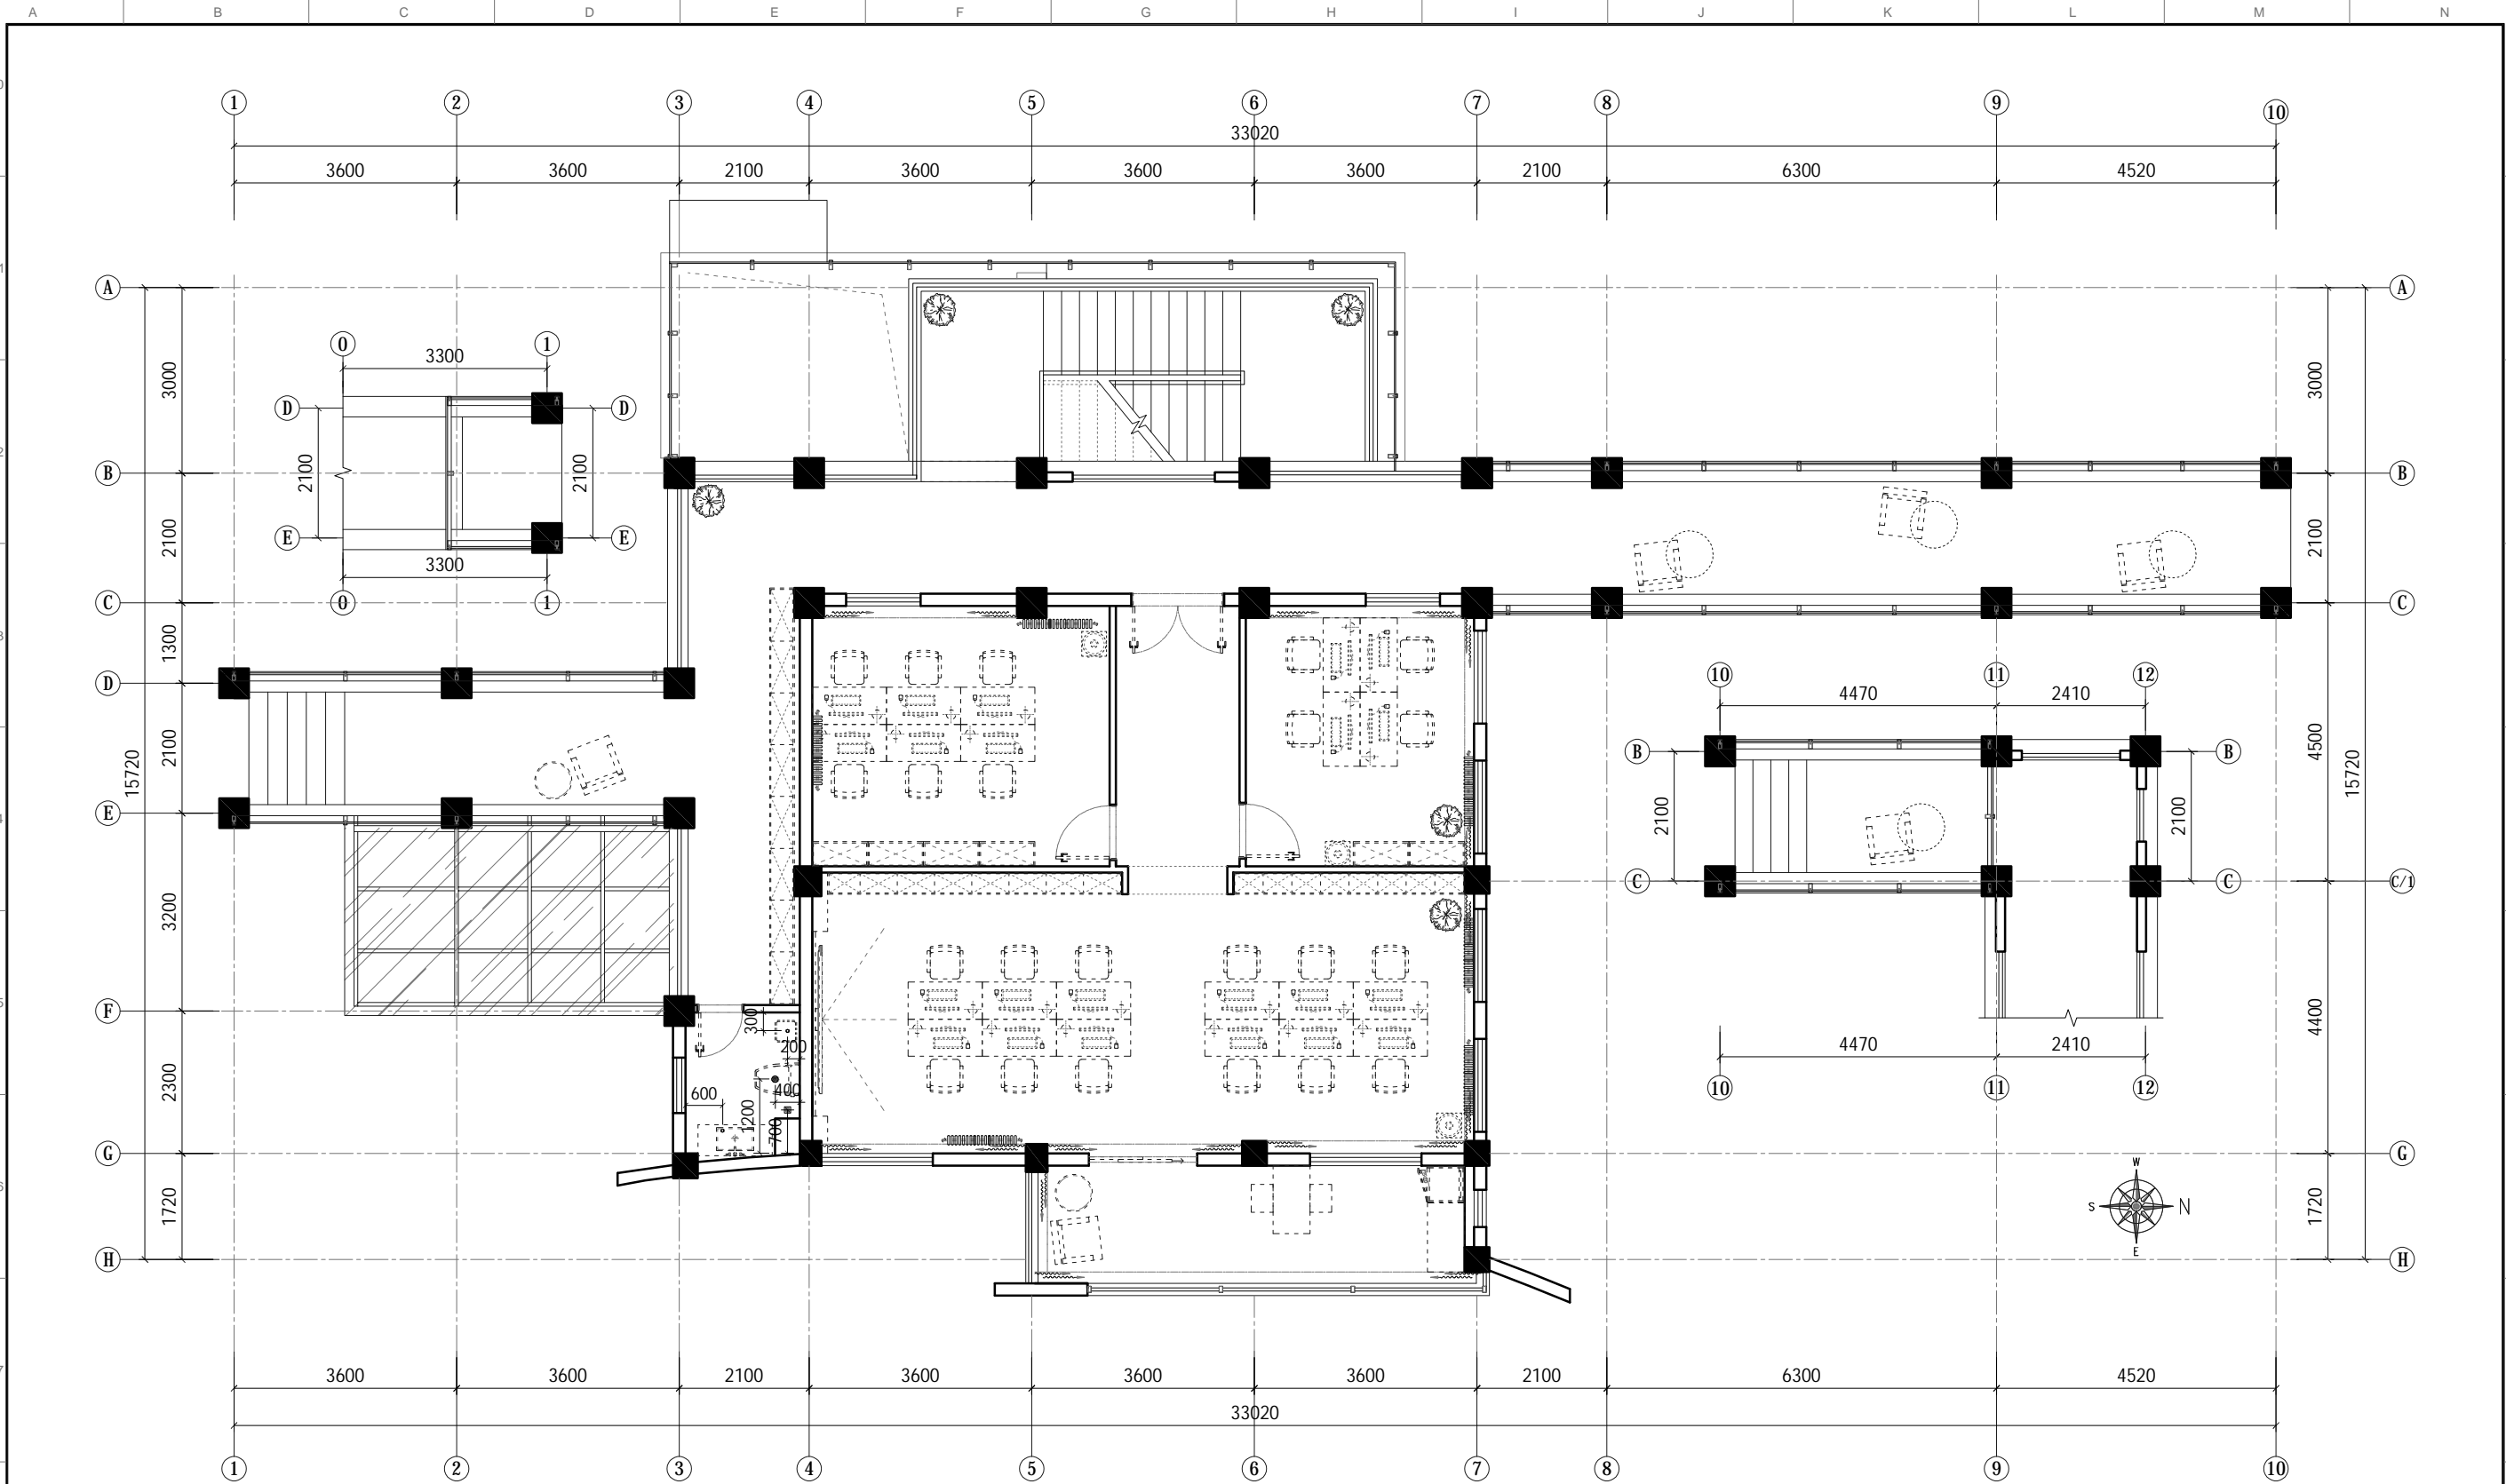 A B C D E F G H I J K L M N
1 2 3 4 5 6 7 8 9 10
33020
3600 3600 2100 3600 3600 3600 2100 6300 4520
A A
3000 3000
0 3300 1
D D
2100 2100
E E
3300
0 1
B B
2100 2100
C C
1300
D
2100
15720
E
3200
F
2300
G G
1720 1720
H H
4500
15720
C/1
4400
10 11 12
4470 2410
B B
2100 2100
C C
4470 2410
10 11 12
300
200
600
400
1200
700
W
S N
E
3600 3600 2100 3600 3600 3600 2100 6300 4520
33020
1 2 3 4 5 6 7 8 9 10